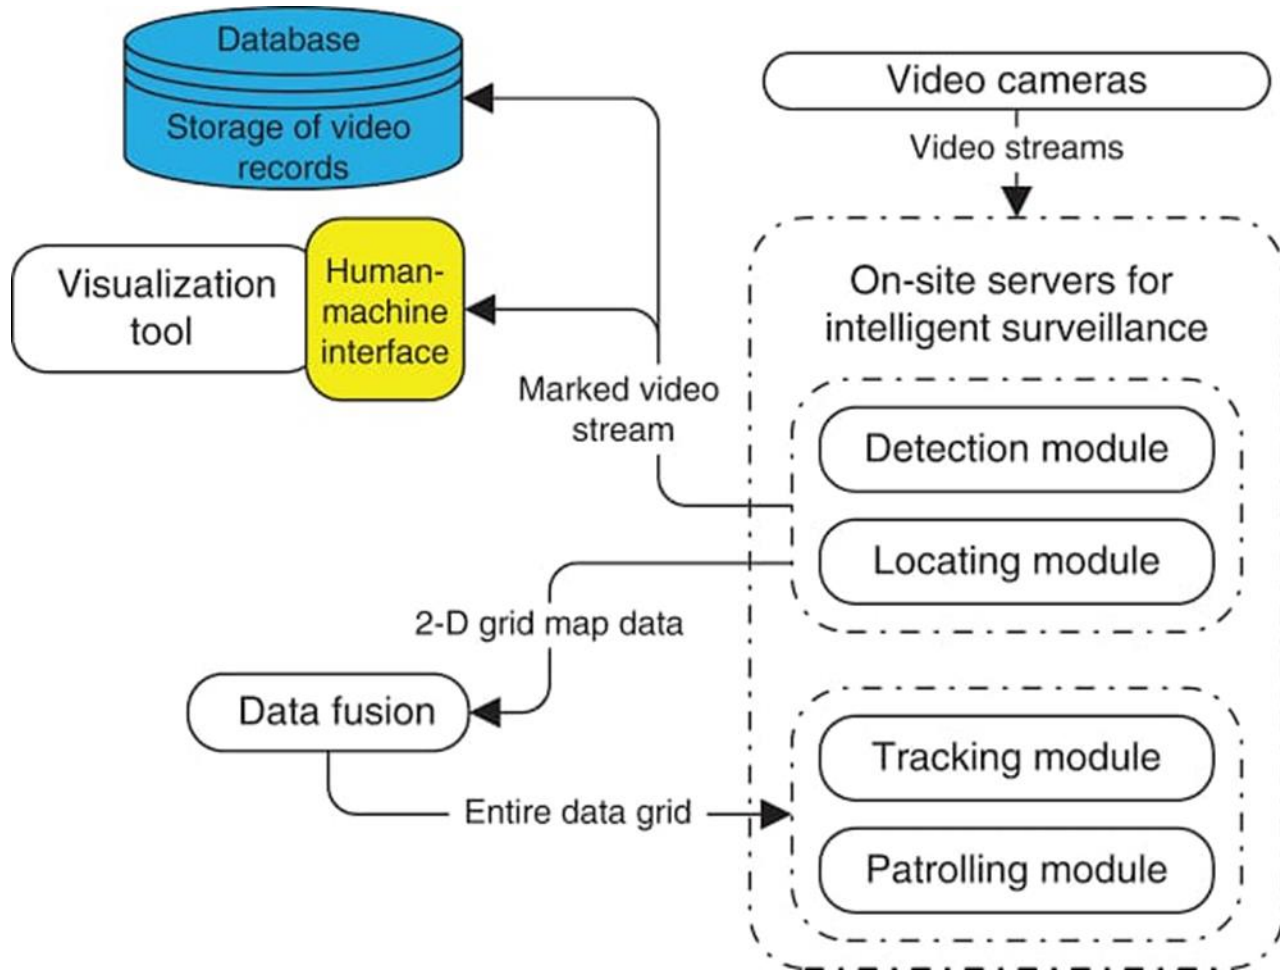 Database
Storage of video
records
Video cameras
Video streams
Visualization
tool
Human-
machine
interface
On-site servers for
intelligent surveillance
Marked video
stream
Detection module
Locating module
2-D grid map data
Data fusion
Tracking module
Entire data grid
Patrolling module